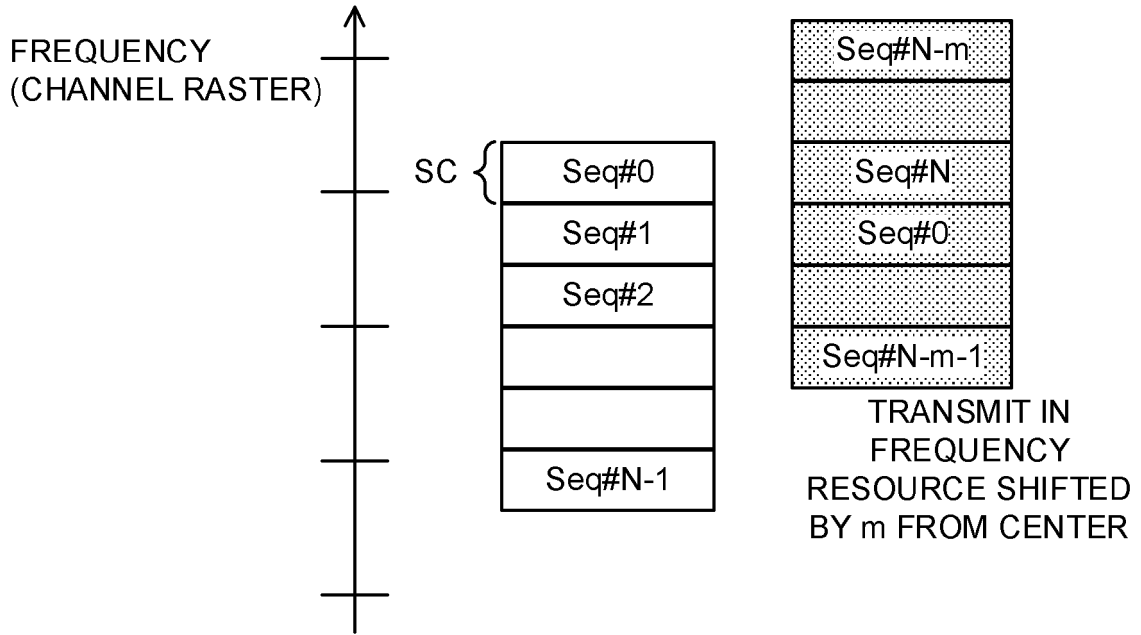 FREQUENCY
(CHANNEL RASTER)
SC
Seq#0
Seq#1
Seq#2
Seq#N-1
Seq#N-m
Seq#N
Seq#0
Seq#N-m-1
TRANSMIT IN
FREQUENCY
RESOURCE SHIFTED
BY m FROM CENTER